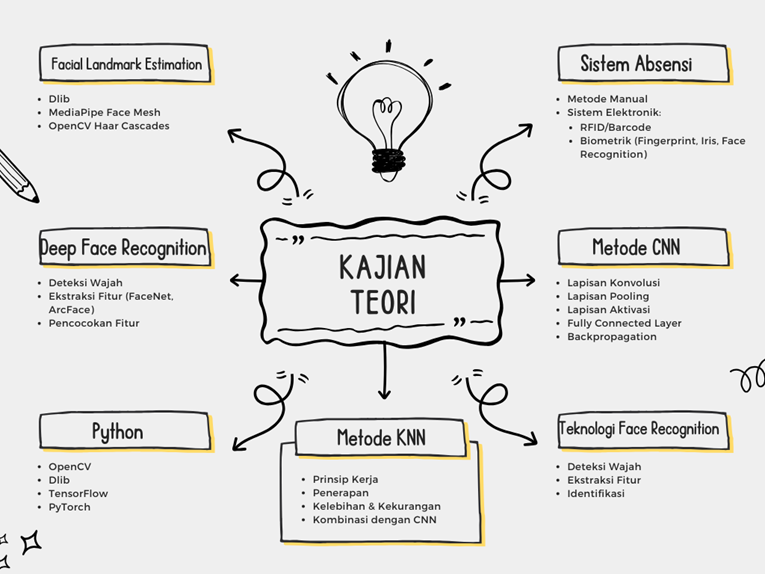 Facial Landmark Estimation
• Dlib
• MediaPipe Face Mesh
• OpenCV Haar Cascades
Sistem Absensi
• Metode Manual
• Sistem Elektronik:
• RFID/Barcode
• Biometrik (Fingerprint, Iris, Face
Recognition)
Deep Face Recognition
• Deteksi Wajah
• Ekstraksi Fitur (FaceNet,
ArcFace)
• Pencocokan Fitur
KAJIAN
TEORI
Metode CNN
• Lapisan Konvolusi
• Lapisan Pooling
• Lapisan Aktivasi
• Fully Connected Layer
• Backpropagation
Python
• OpenCV
• Dlib
• TensorFlow
• PyTorch
Metode KNN
• Prinsip Kerja
• Penerapan
• Kelebihan & Kekurangan
• Kombinasi dengan CNN
Teknologi Face Recognition
• Deteksi Wajah
• Ekstraksi Fitur
• Identifikasi